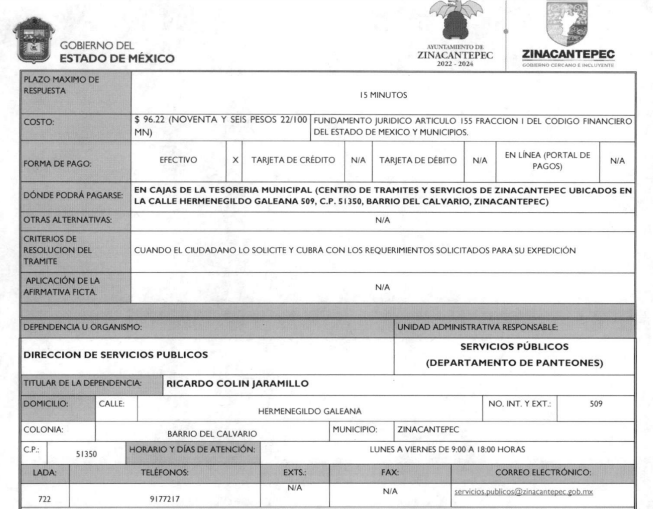 GOBIERNO DEL
ESTADO DE MÉXICO
AYUNTAMIENTO DE
ZINACANTEPEC
2022 - 2024
ZINACANTEPEC
GOBIERNO CERCANO E INCLUYENTE
PLAZO MAXIMO DE
RESPUESTA
15 MINUTOS
COSTO:
$ 96.22 (NOVENTA Y SEIS PESOS 22/100
MN)
FUNDAMENTO JURIDICO ARTICULO 155 FRACCION I DEL CODIGO FINANCIERO
DEL ESTADO DE MEXICO Y MUNICIPIOS.
FORMA DE PAGO:
EFECTIVO
X
TARJETA DE CRÉDITO
N/A
TARJETA DE DÉBITO
N/A
EN LÍNEA (PORTAL DE
PAGOS)
N/A
DÓNDE PODRÁ PAGARSE:
EN CAJAS DE LA TESORERIA MUNICIPAL (CENTRO DE TRAMITES Y SERVICIOS DE ZINACANTEPEC UBICADOS EN
LA CALLE HERMENEGILDO GALEANA 509, C.P. 51350, BARRIO DEL CALVARIO, ZINACANTEPEC)
OTRAS ALTERNATIVAS:
N/A
CRITERIOS DE
RESOLUCION DEL
TRAMITE
CUANDO EL CIUDADANO LO SOLICITE Y CUBRA CON LOS REQUERIMIENTOS SOLICITADOS PARA SU EXPEDICIÓN
APLICACIÓN DE LA
AFIRMATIVA FICTA.
N/A
DEPENDENCIA U ORGANISMO:
UNIDAD ADMINISTRATIVA RESPONSABLE:
DIRECCION DE SERVICIOS PUBLICOS
SERVICIOS PÚBLICOS
(DEPARTAMENTO DE PANTEONES)
TITULAR DE LA DEPENDENCIA:
RICARDO COLIN JARAMILLO
DOMICILIO:
CALLE:
HERMENEGILDO GALEANA
NO. INT. Y EXT.:
509
COLONIA:
BARRIO DEL CALVARIO
MUNICIPIO:
ZINACANTEPEC
C.P.:
51350
HORARIO Y DÍAS DE ATENCIÓN:
LUNES A VIERNES DE 9:00 A 18:00 HORAS
LADA:
TELÉFONOS:
EXTS.:
FAX:
CORREO ELECTRÓNICO:
722
9177217
N/A
N/A
servicios.publicos@zinacantepec.gob.mx